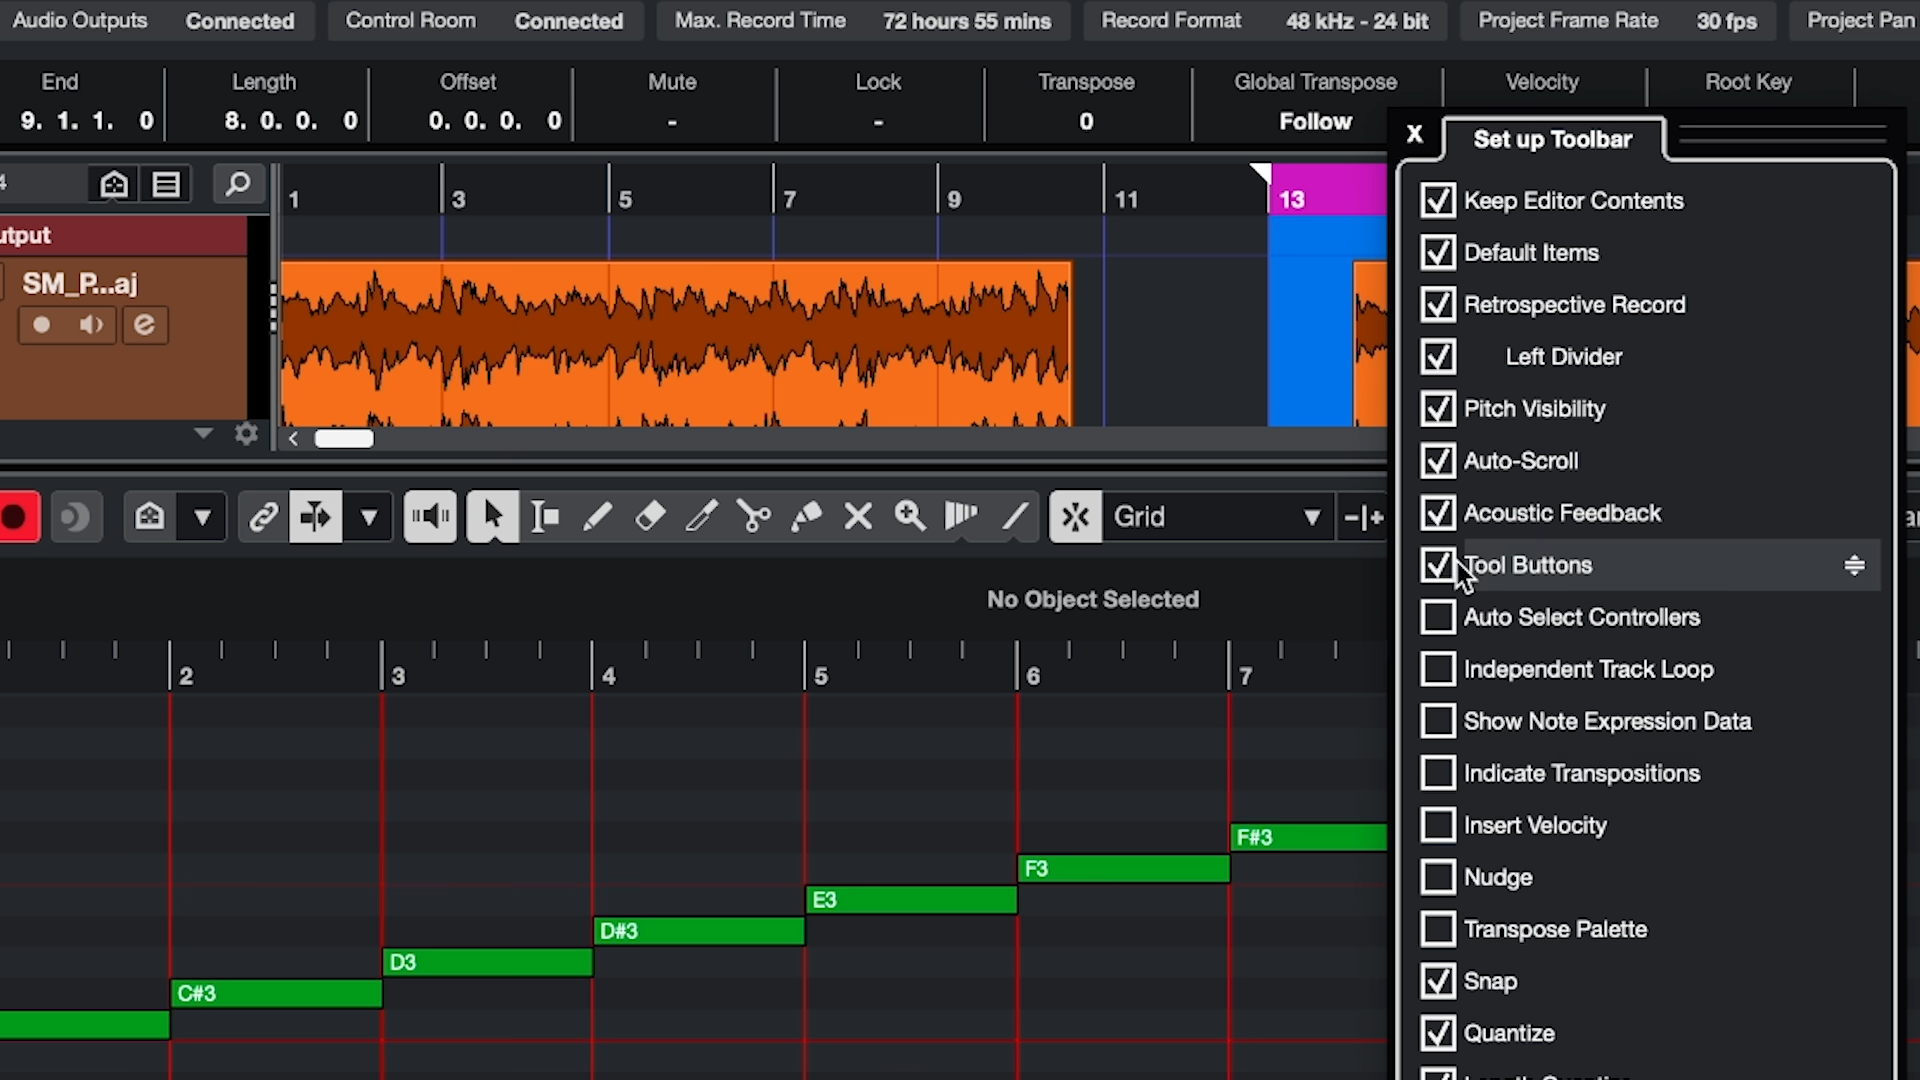 Audio Outputs Connected Control Room Connected Max. Record Time 72 hours 55 mins Record Format 48 kHz - 24 bit Project Frame Rate 30 fps Project Pan
End Length Offset Mute Lock Transpose Global Transpose Velocity Root Key
9. 1. 1. 0 8. 0. 0. 0 0. 0. 0. 0 - - 0 Follow
X Set up Toolbar
1 3 5 7 9 11 13
utput
SM_P...aj
Keep Editor Contents
Default Items
Retrospective Record
Left Divider
Pitch Visibility
Auto-Scroll
Acoustic Feedback
Tool Buttons
Auto Select Controllers
Independent Track Loop
Show Note Expression Data
Indicate Transpositions
Insert Velocity
Nudge
Transpose Palette
Snap
Quantize
Grid
No Object Selected
2 3 4 5 6 7
F#3
F3
E3
D#3
D3
C#3